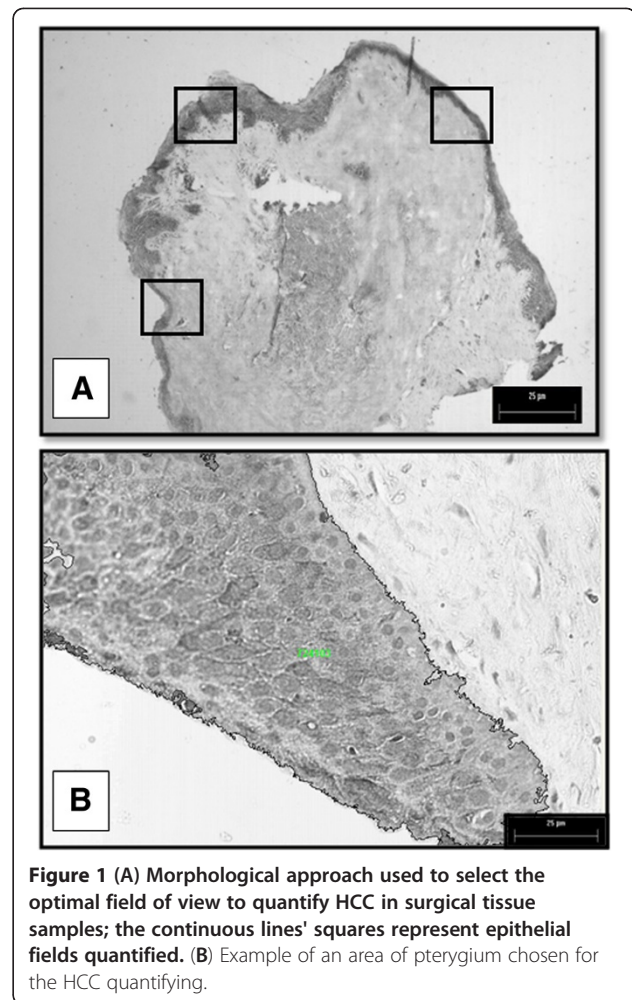 A
25 µm
B
25 µm
Figure 1 (A) Morphological approach used to select the
optimal field of view to quantify HCC in surgical tissue
samples; the continuous lines' squares represent epithelial
fields quantified. (B) Example of an area of pterygium chosen for
the HCC quantifying.